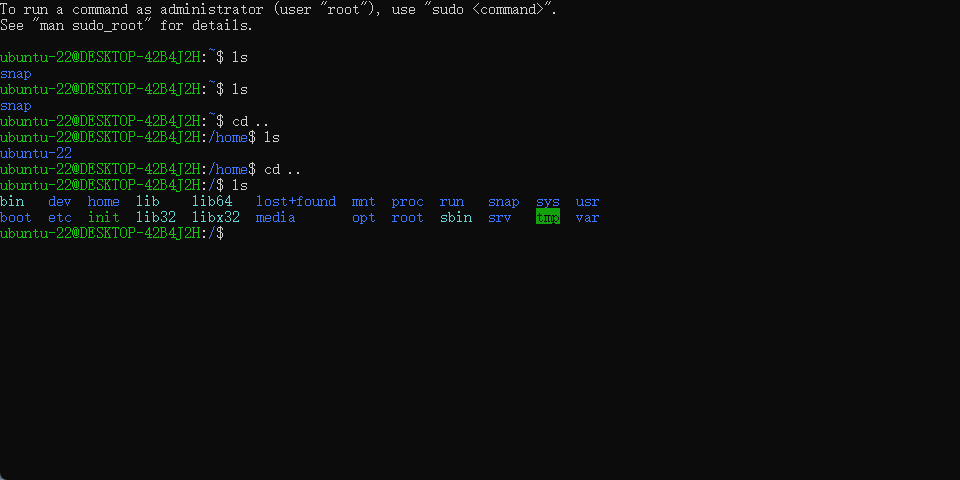 To run a command as administrator (user "root"), use "sudo <command>".
See "man sudo_root" for details.
ubuntu-22@DESKTOP-42B4J2H:~$ ls
snap
ubuntu-22@DESKTOP-42B4J2H:~$ ls
snap
ubuntu-22@DESKTOP-42B4J2H:~$ cd ..
ubuntu-22@DESKTOP-42B4J2H:/home$ ls
ubuntu-22
ubuntu-22@DESKTOP-42B4J2H:/home$ cd ..
ubuntu-22@DESKTOP-42B4J2H:/$ ls
bin   dev  home  lib    lib64   lost+found  mnt  proc  run   snap  sys  usr
boot  etc  init  lib32  libx32  media       opt  root  sbin  srv   tmp  var
ubuntu-22@DESKTOP-42B4J2H:/$